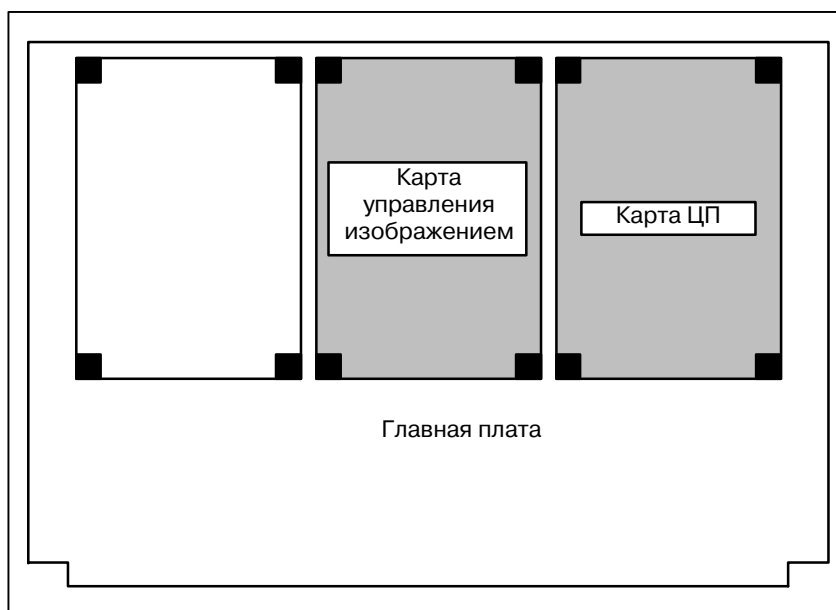 Карта
управления
изображением
Карта ЦП
Главная плата